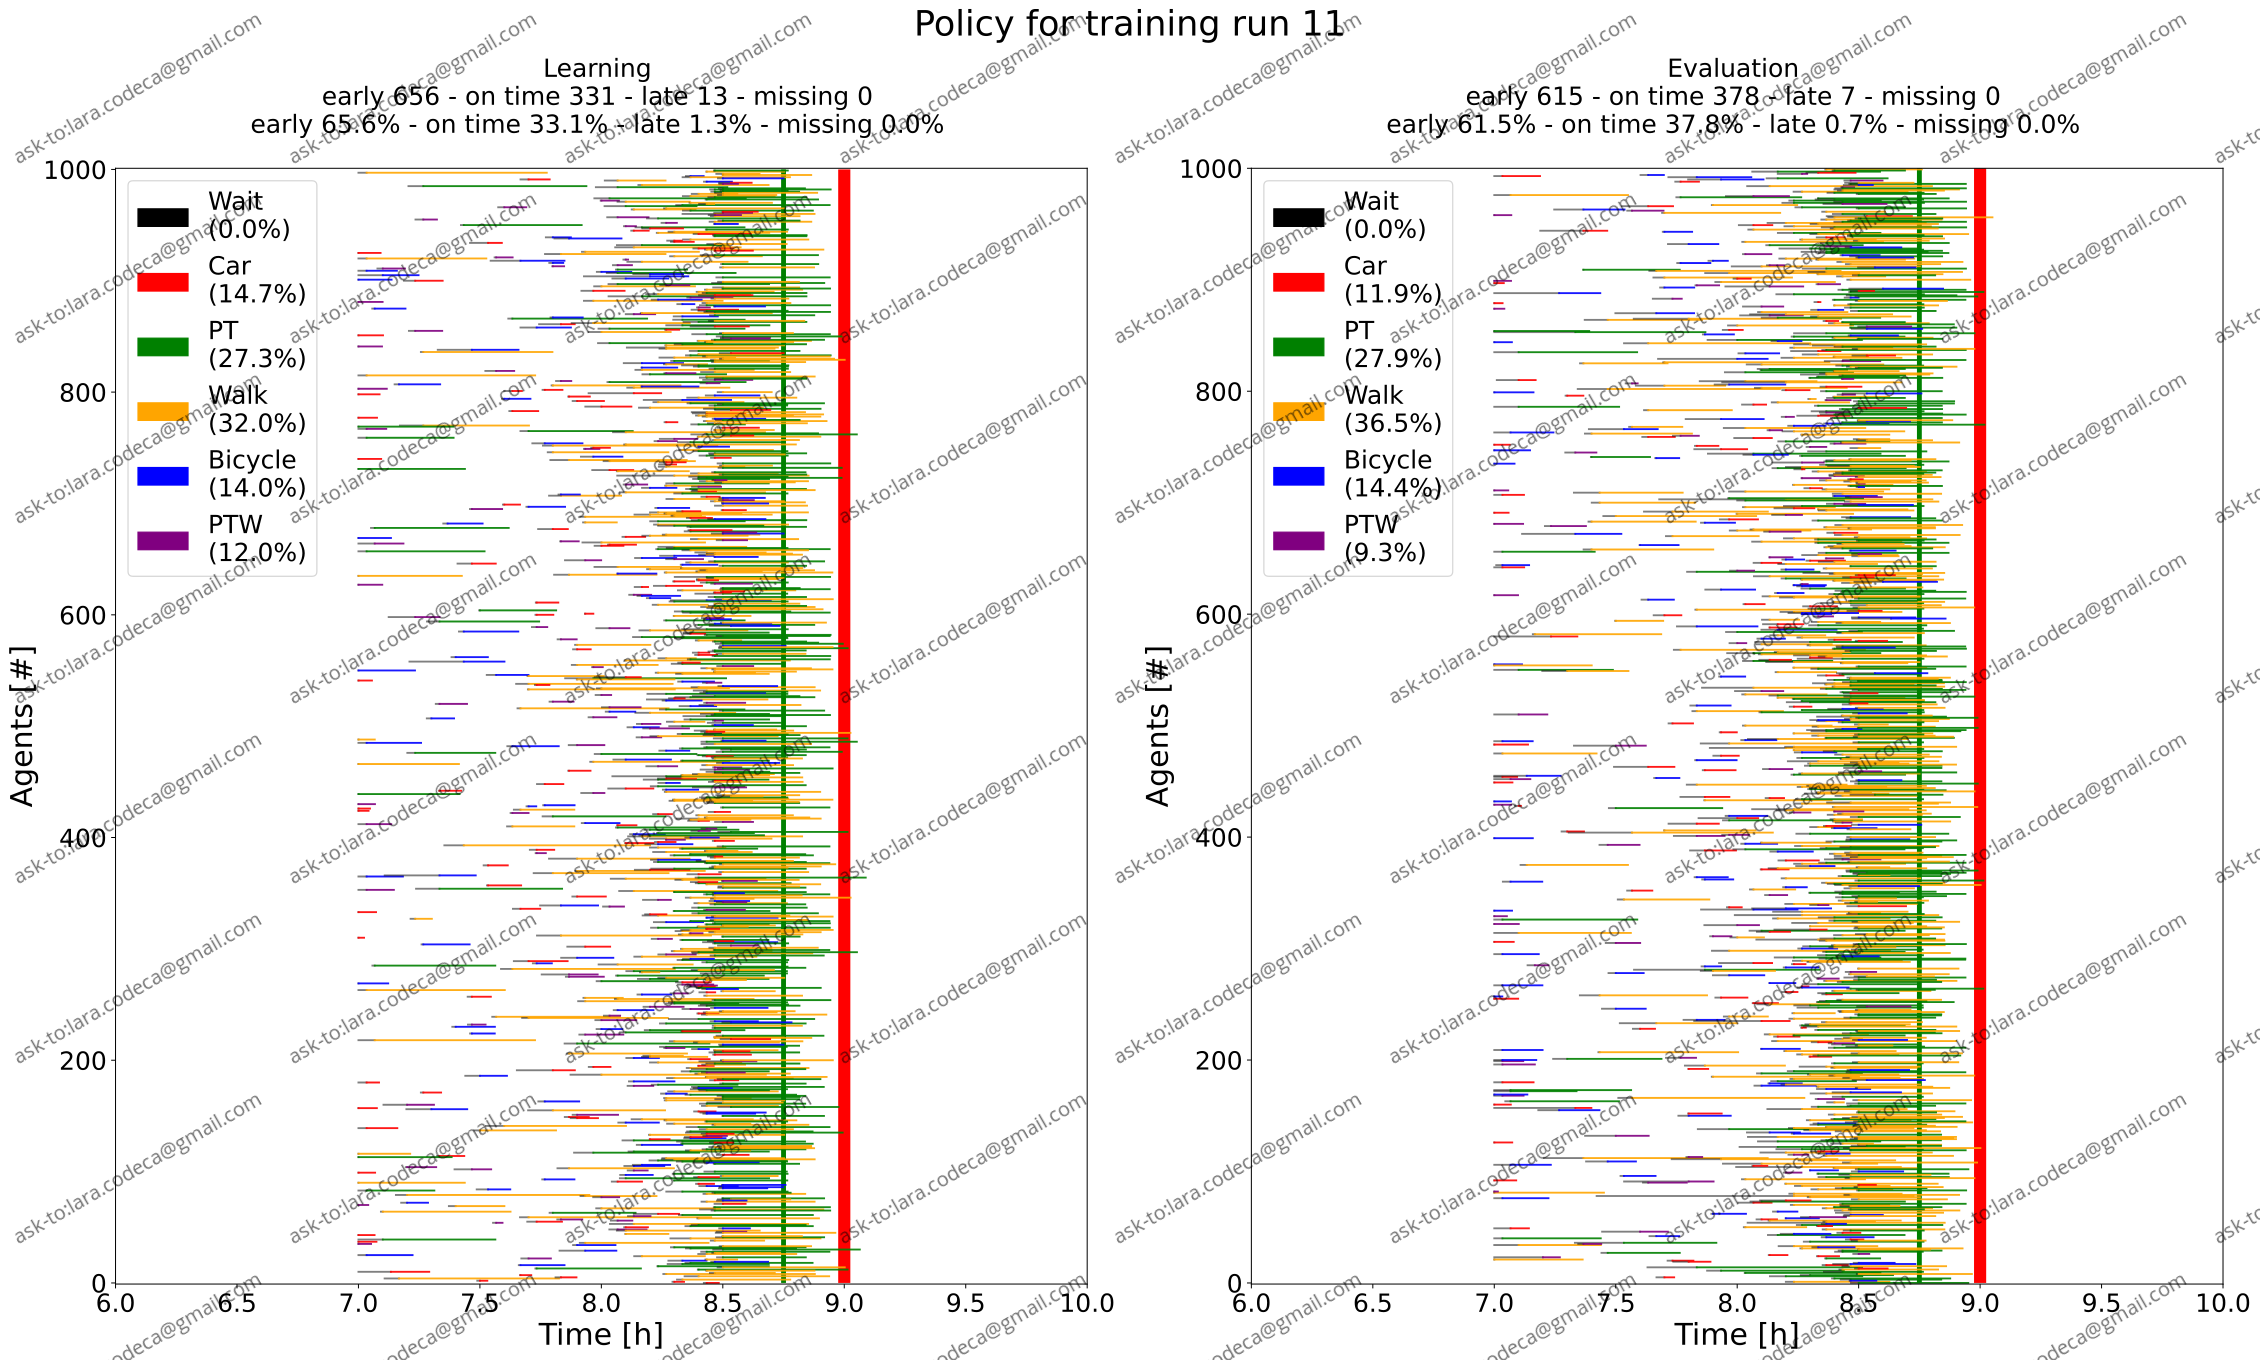 Policy for training run 11
Learning
early 656 - on time 331 - late 13 - missing 0
early 65.6% - on time 33.1% - late 1.3% - missing 0.0%
1000
800
600
400
200
0
Agents [#]
Wait
(0.0%)
Car
(14.7%)
PT
(27.3%)
Walk
(32.0%)
Bicycle
(14.0%)
PTW
(12.0%)
6.0 6.5 7.0 7.5 8.0 8.5 9.0 9.5 10.0
Time [h]
Evaluation
early 615 - on time 378 - late 7 - missing 0
early 61.5% - on time 37.8% - late 0.7% - missing 0.0%
1000
800
600
400
200
0
Agents [#]
Wait
(0.0%)
Car
(11.9%)
PT
(27.9%)
Walk
(36.5%)
Bicycle
(14.4%)
PTW
(9.3%)
6.0 6.5 7.0 7.5 8.0 8.5 9.0 9.5 10.0
Time [h]
ask-to:lara.codeca@gmail.com